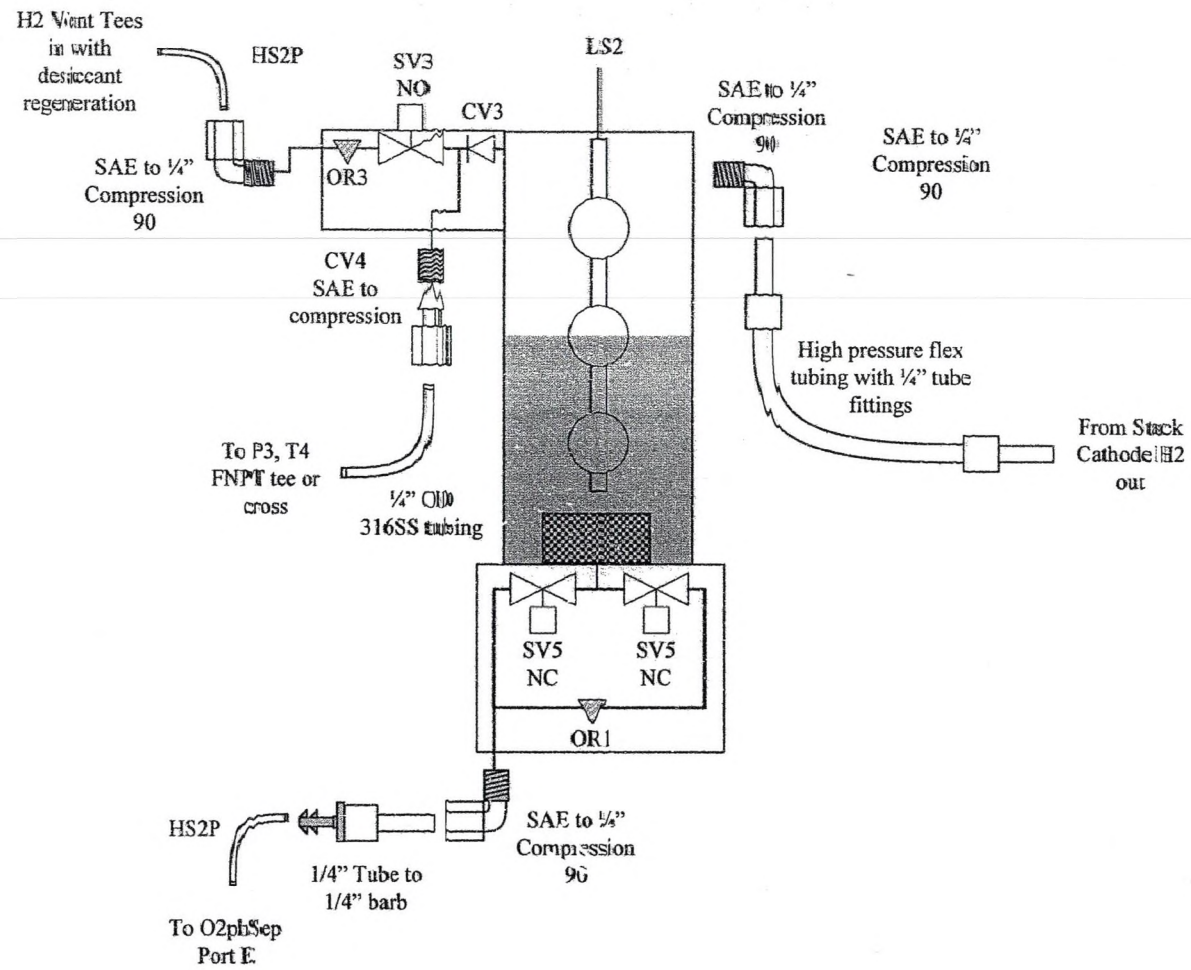 H2 Vent Tees
in with
desiccant
regeneration
HS2P
SV3
NO
CV3
LS2
SAE to ¼”
Compression
90
SAE to ¼”
Compression
90
SAE to ¼”
Compression
90
OR3
CV4
SAE to
compression
High pressure flex
tubing with ¼” tube
fittings
From Stack
Cathode H2
out
To P3, T4
FNPT tee or
cross
¼” OD
316SS tubing
SV5
NC
SV5
NC
OR1
HS2P
SAE to ¼”
Compression
90
1/4” Tube to
1/4” barb
To O2phSep
Port E